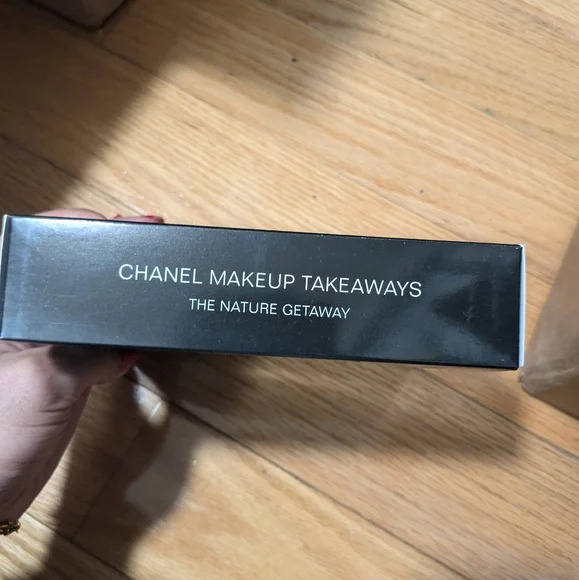 CHANEL MAKEUP TAKEAWAYS
THE NATURE GETAWAY